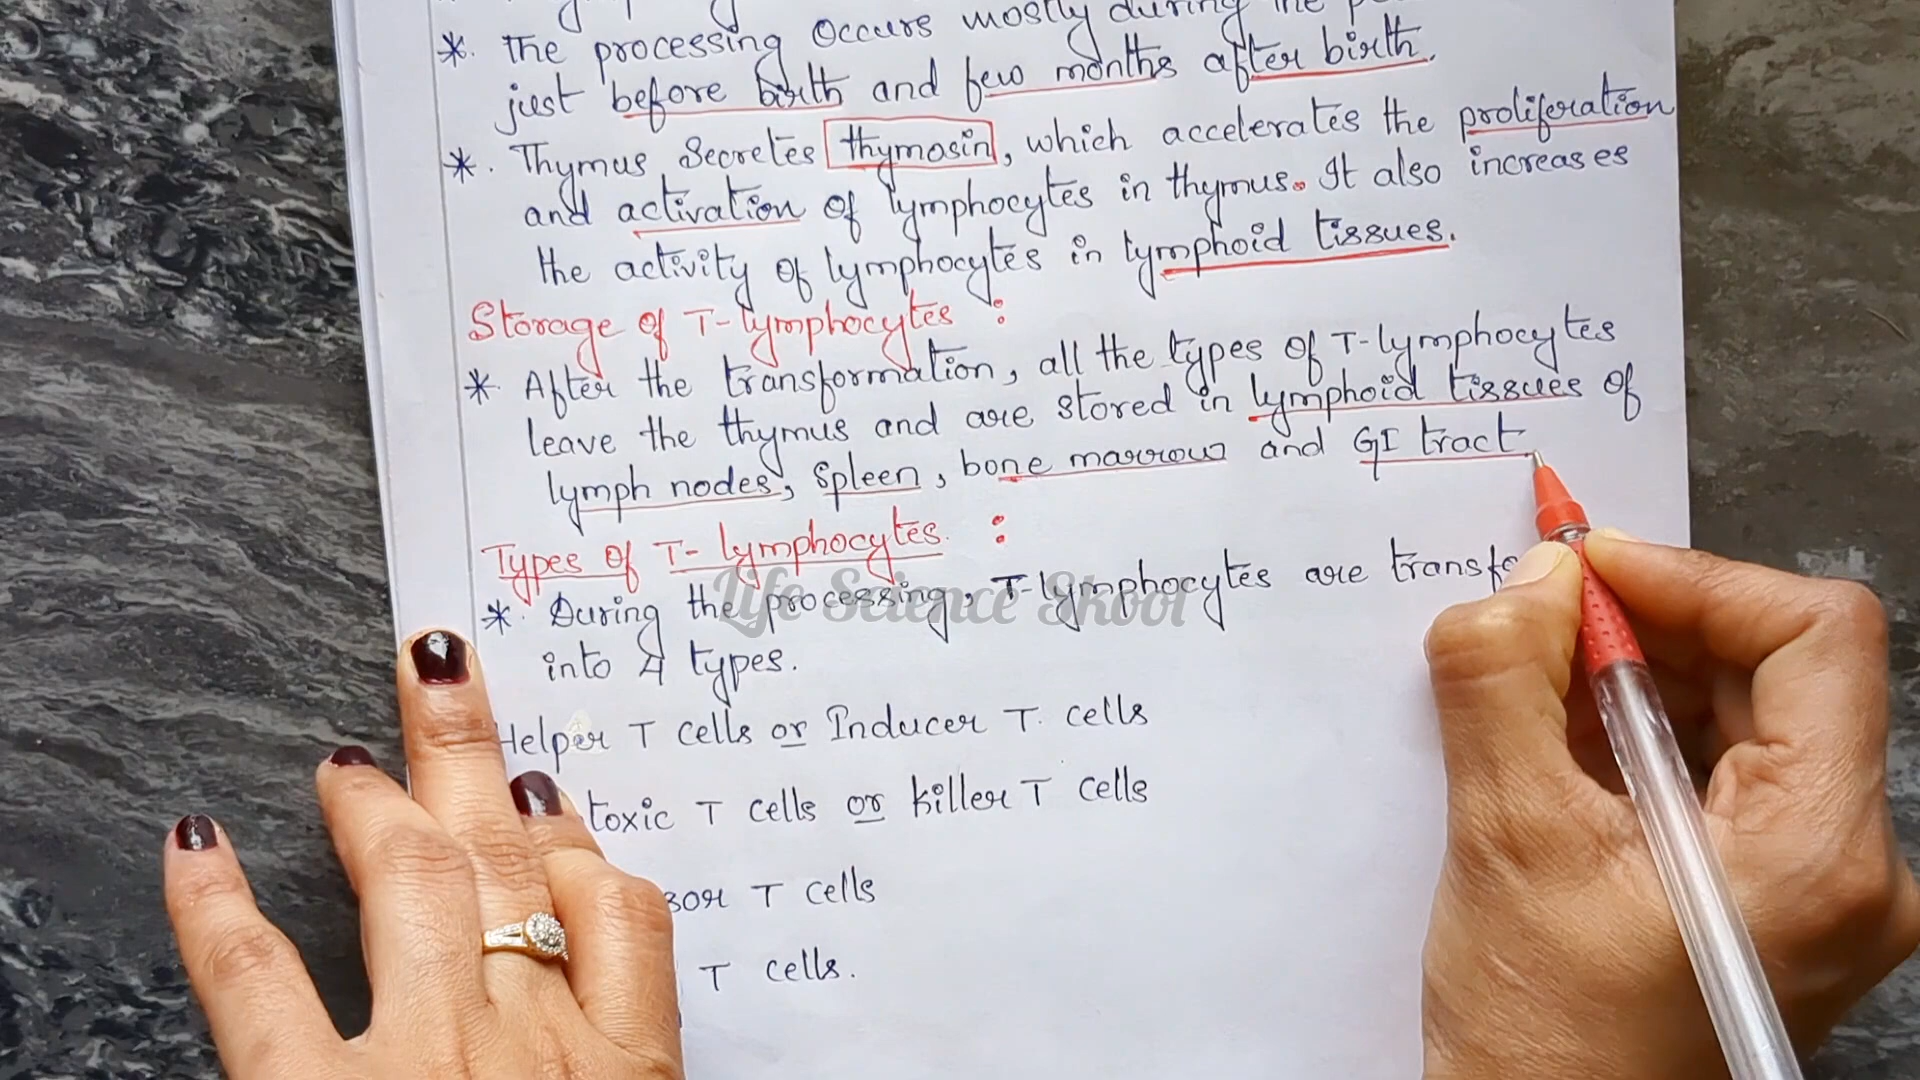 *. The processing occurs mostly during the
just before birth and few months after birth.
*. Thymus Secretes thymosin, which accelerates the proliferation
and activation of lymphocytes in thymus. It also increases
the activity of lymphocytes in lymphoid tissues.
Storage of T-lymphocytes :
*. After the transformation, all the types of T-lymphocytes
leave the thymus and are stored in lymphoid tissues of
lymph nodes, spleen, bone marrow and GI tract.
Types of T-lymphocytes :
*. During the processing, T-lymphocytes are transfo
Life Science Skool
into 4 types.
Helper T cells or Inducer T. cells
toxic T cells or killer T cells
sor T cells
T cells.